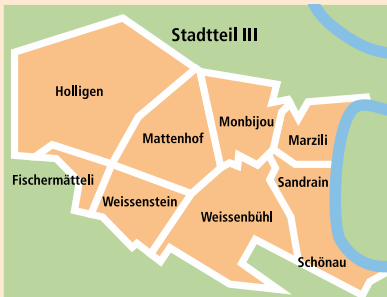 Stadtteil III
Holligen
Monbijou
Mattenhof
Marzili
Fischermätteli
Sandrain
Weissenstein
Weissenbühl
Schönau